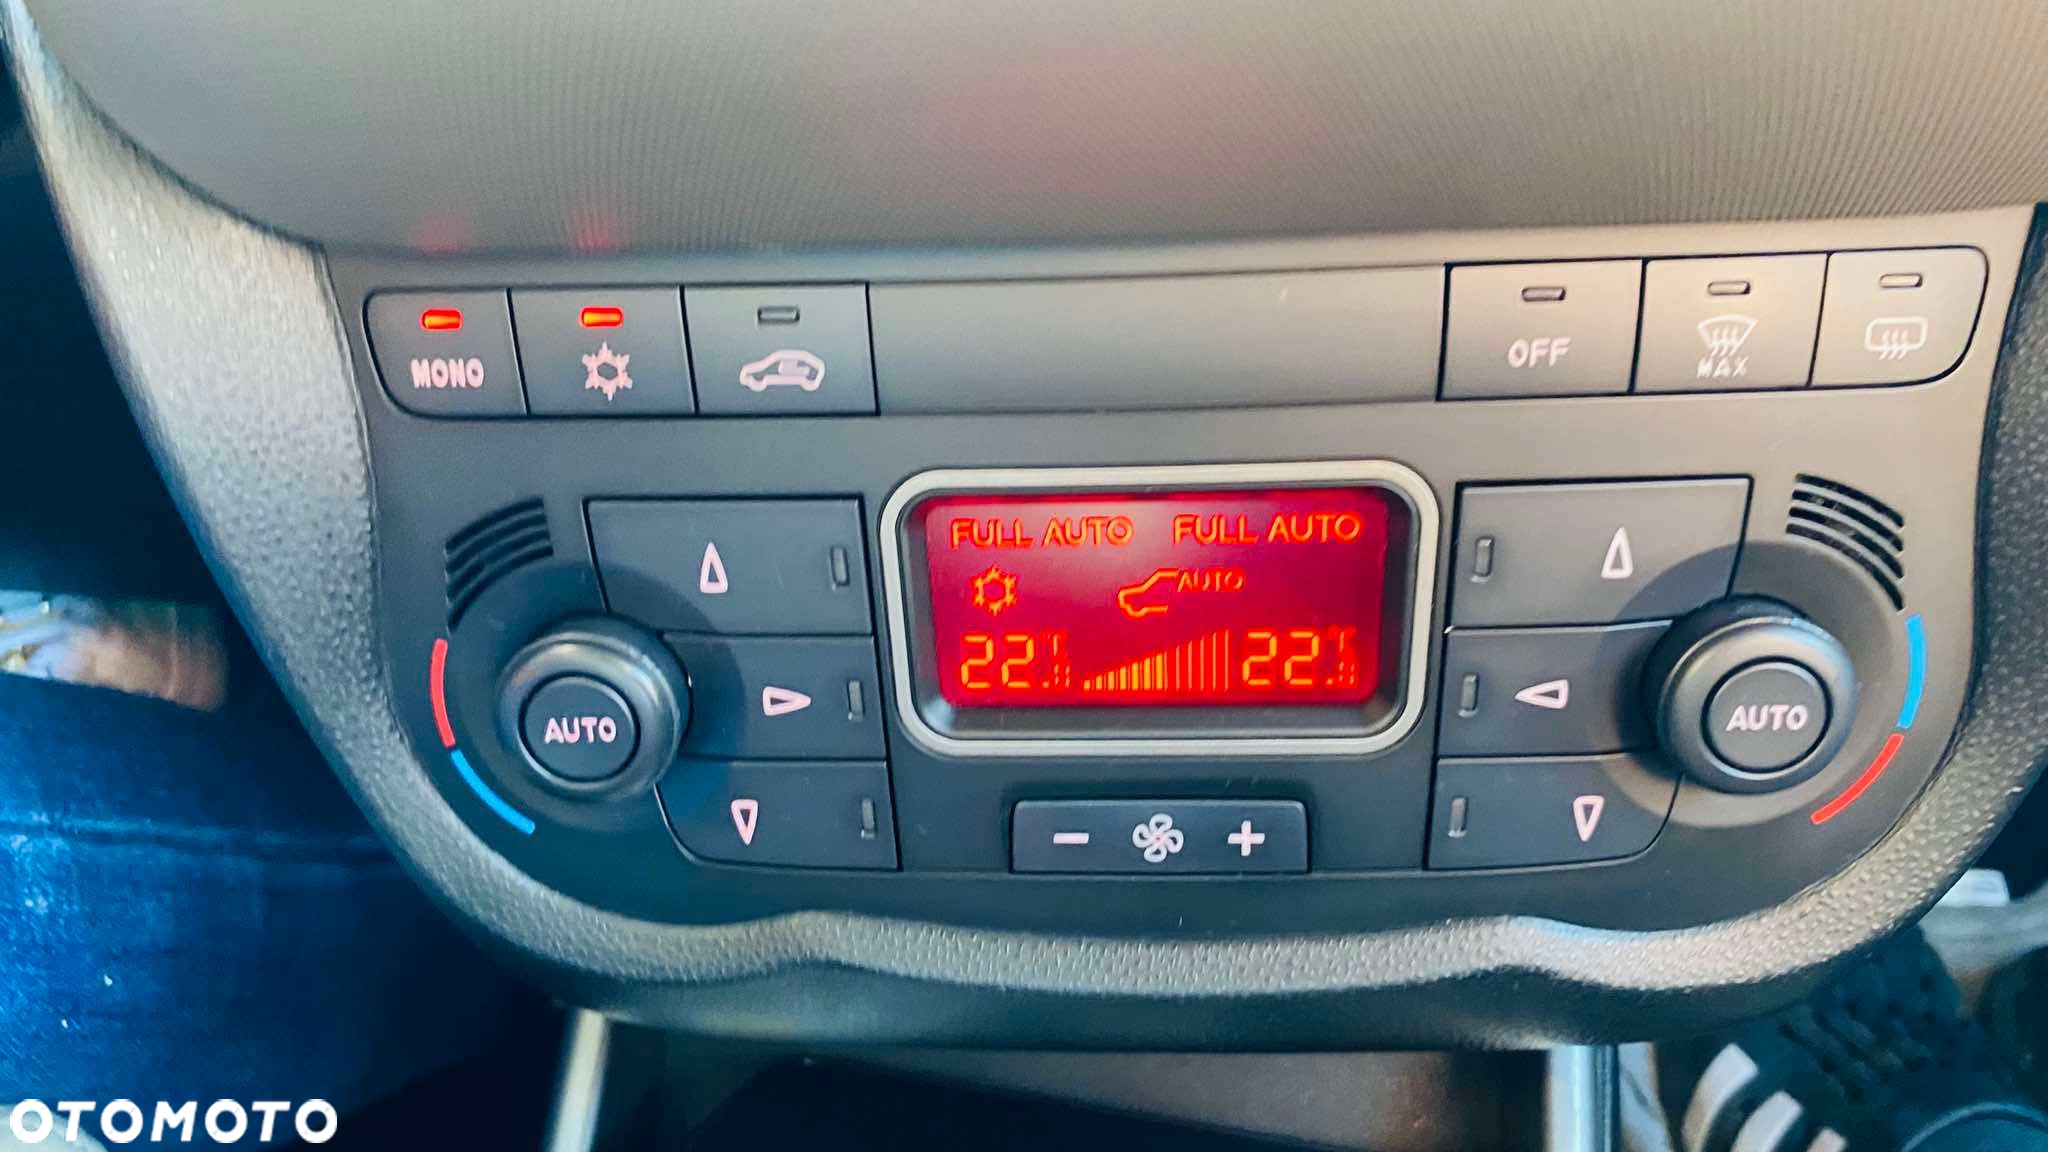 MONO
OFF
MAX
FULL AUTO FULL AUTO
AUTO
22. 22.
AUTO
AUTO
− +
OTOMOTO